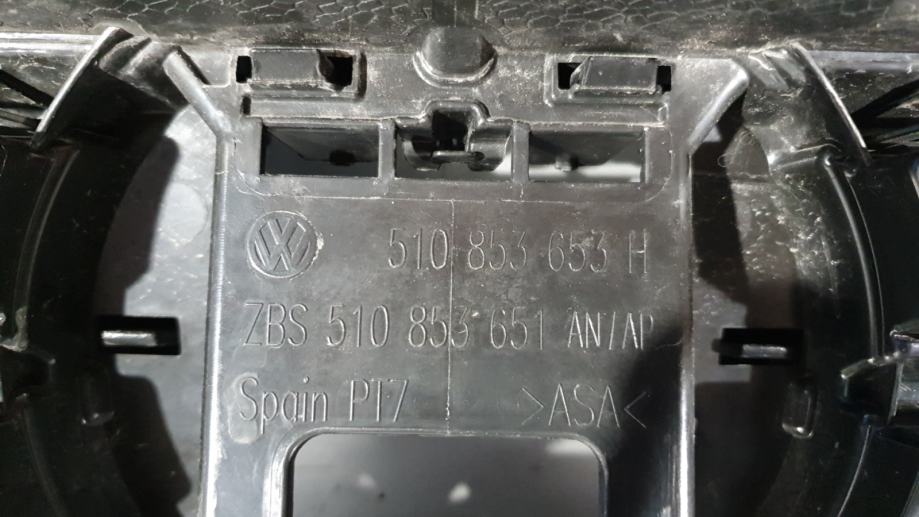 510 853 653 H
ZBS 510 853 651 AN/AP
Spain PT7 >ASA<